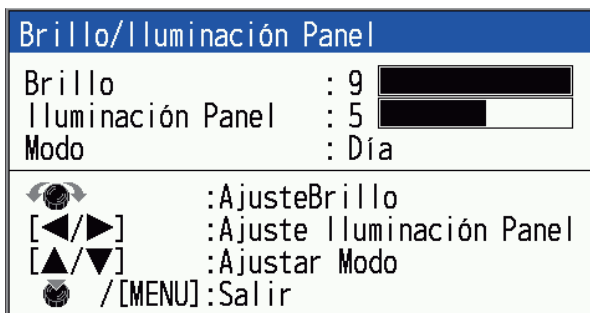 Brillo/Iluminación Panel
Brillo : 9
Iluminación Panel : 5
Modo : Día
:AjusteBrillo
[◀/▶] :Ajuste Iluminación Panel
[▲/▼] :Ajustar Modo
/[MENU]:Salir